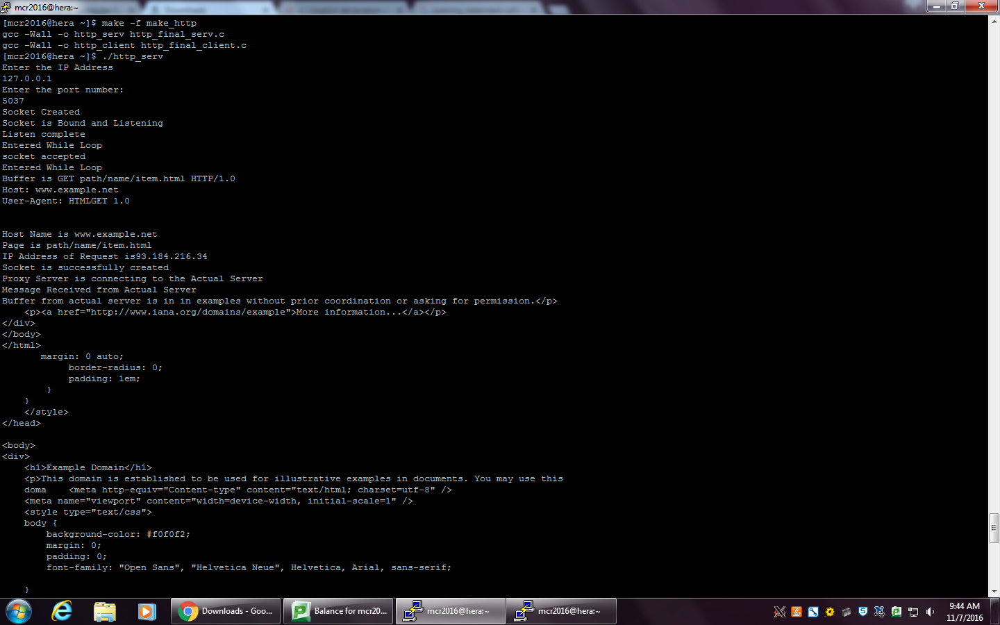 mcr2016@hera:~
[mcr2016@hera ~]$ make -f make_http
gcc -Wall -o http_serv http_final_serv.c
gcc -Wall -o http_client http_final_client.c
[mcr2016@hera ~]$ ./http_serv
Enter the IP Address
127.0.0.1
Enter the port number:
5037
Socket Created
Socket is Bound and Listening
Listen complete
Entered While Loop
socket accepted
Entered While Loop
Buffer is GET path/name/item.html HTTP/1.0
Host: www.example.net
User-Agent: HTMLGET 1.0
Host Name is www.example.net
Page is path/name/item.html
IP Address of Request is93.184.216.34
Socket is successfully created
Proxy Server is connecting to the Actual Server
Message Received from Actual Server
Buffer from actual server is in in examples without prior coordination or asking for permission.</p>
    <p><a href="http://www.iana.org/domains/example">More information...</a></p>
</div>
</body>
</html>
       margin: 0 auto;
            border-radius: 0;
            padding: 1em;
        }
    }
    </style>
</head>
<body>
<div>
    <h1>Example Domain</h1>
    <p>This domain is established to be used for illustrative examples in documents. You may use this
    doma    <meta http-equiv="Content-type" content="text/html; charset=utf-8" />
    <meta name="viewport" content="width=device-width, initial-scale=1" />
    <style type="text/css">
    body {
        background-color: #f0f0f2;
        margin: 0;
        padding: 0;
        font-family: "Open Sans", "Helvetica Neue", Helvetica, Arial, sans-serif;
    }
Downloads - Goo...
Balance for mcr20...
mcr2016@hera:~
mcr2016@hera:~
9:44 AM
11/7/2016